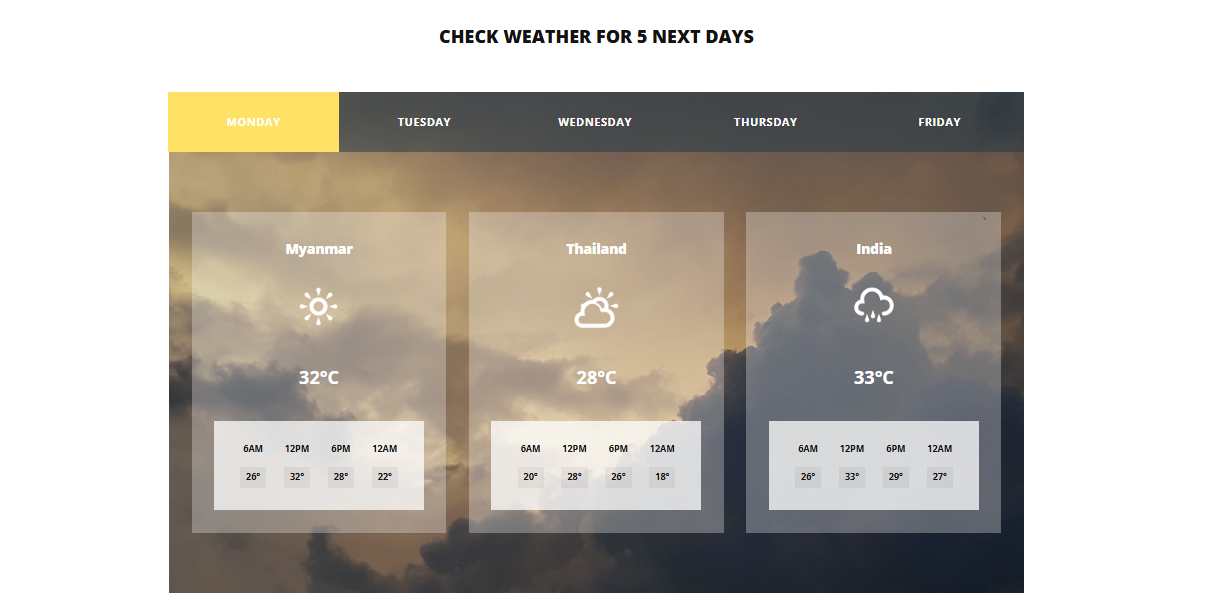 CHECK WEATHER FOR 5 NEXT DAYS
MONDAY TUESDAY WEDNESDAY THURSDAY FRIDAY
Myanmar
32°C
6AM 12PM 6PM 12AM
26° 32° 28° 22°
Thailand
28°C
6AM 12PM 6PM 12AM
20° 28° 26° 18°
India
33°C
6AM 12PM 6PM 12AM
26° 33° 29° 27°